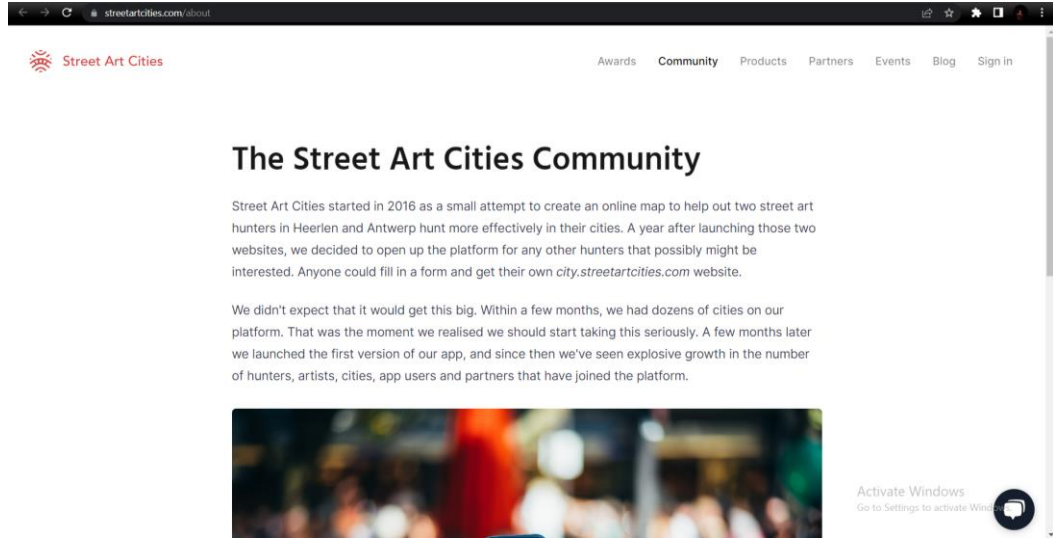 streetartcities.com/about
Street Art Cities
Awards Community Products Partners Events Blog Sign in
The Street Art Cities Community
Street Art Cities started in 2016 as a small attempt to create an online map to help out two street art
hunters in Heerlen and Antwerp hunt more effectively in their cities. A year after launching those two
websites, we decided to open up the platform for any other hunters that possibly might be
interested. Anyone could fill in a form and get their own city.streetartcities.com website.
We didn't expect that it would get this big. Within a few months, we had dozens of cities on our
platform. That was the moment we realised we should start taking this seriously. A few months later
we launched the first version of our app, and since then we've seen explosive growth in the number
of hunters, artists, cities, app users and partners that have joined the platform.
Activate Windows
Go to Settings to activate Windows.